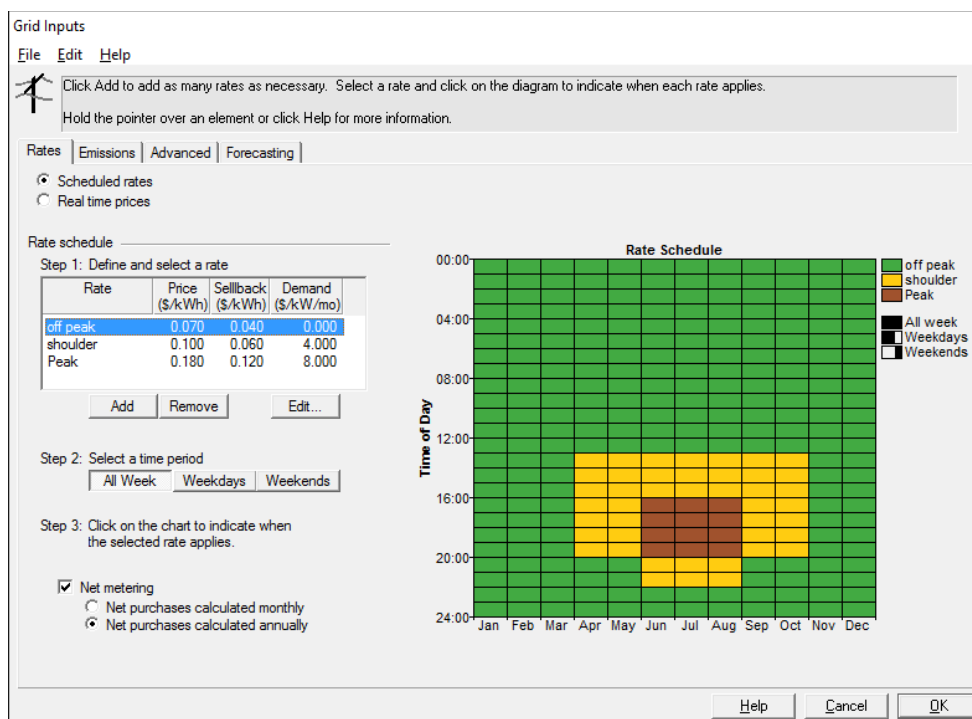 Grid Inputs
File Edit Help
Click Add to add as many rates as necessary. Select a rate and click on the diagram to indicate when each rate applies.
Hold the pointer over an element or click Help for more information.
Rates Emissions Advanced Forecasting
Scheduled rates
Real time prices
Rate schedule
Step 1: Define and select a rate
Rate Price Sellback Demand
($/kWh) ($/kWh) ($/kW/mo)
off peak 0.070 0.040 0.000
shoulder 0.100 0.060 4.000
Peak 0.180 0.120 8.000
Add Remove Edit...
Step 2: Select a time period
All Week Weekdays Weekends
Step 3: Click on the chart to indicate when
the selected rate applies.
Net metering
Net purchases calculated monthly
Net purchases calculated annually
Rate Schedule
Time of Day
00:00
04:00
08:00
12:00
16:00
20:00
24:00
Jan Feb Mar Apr May Jun Jul Aug Sep Oct Nov Dec
off peak
shoulder
Peak
All week
Weekdays
Weekends
Help Cancel OK